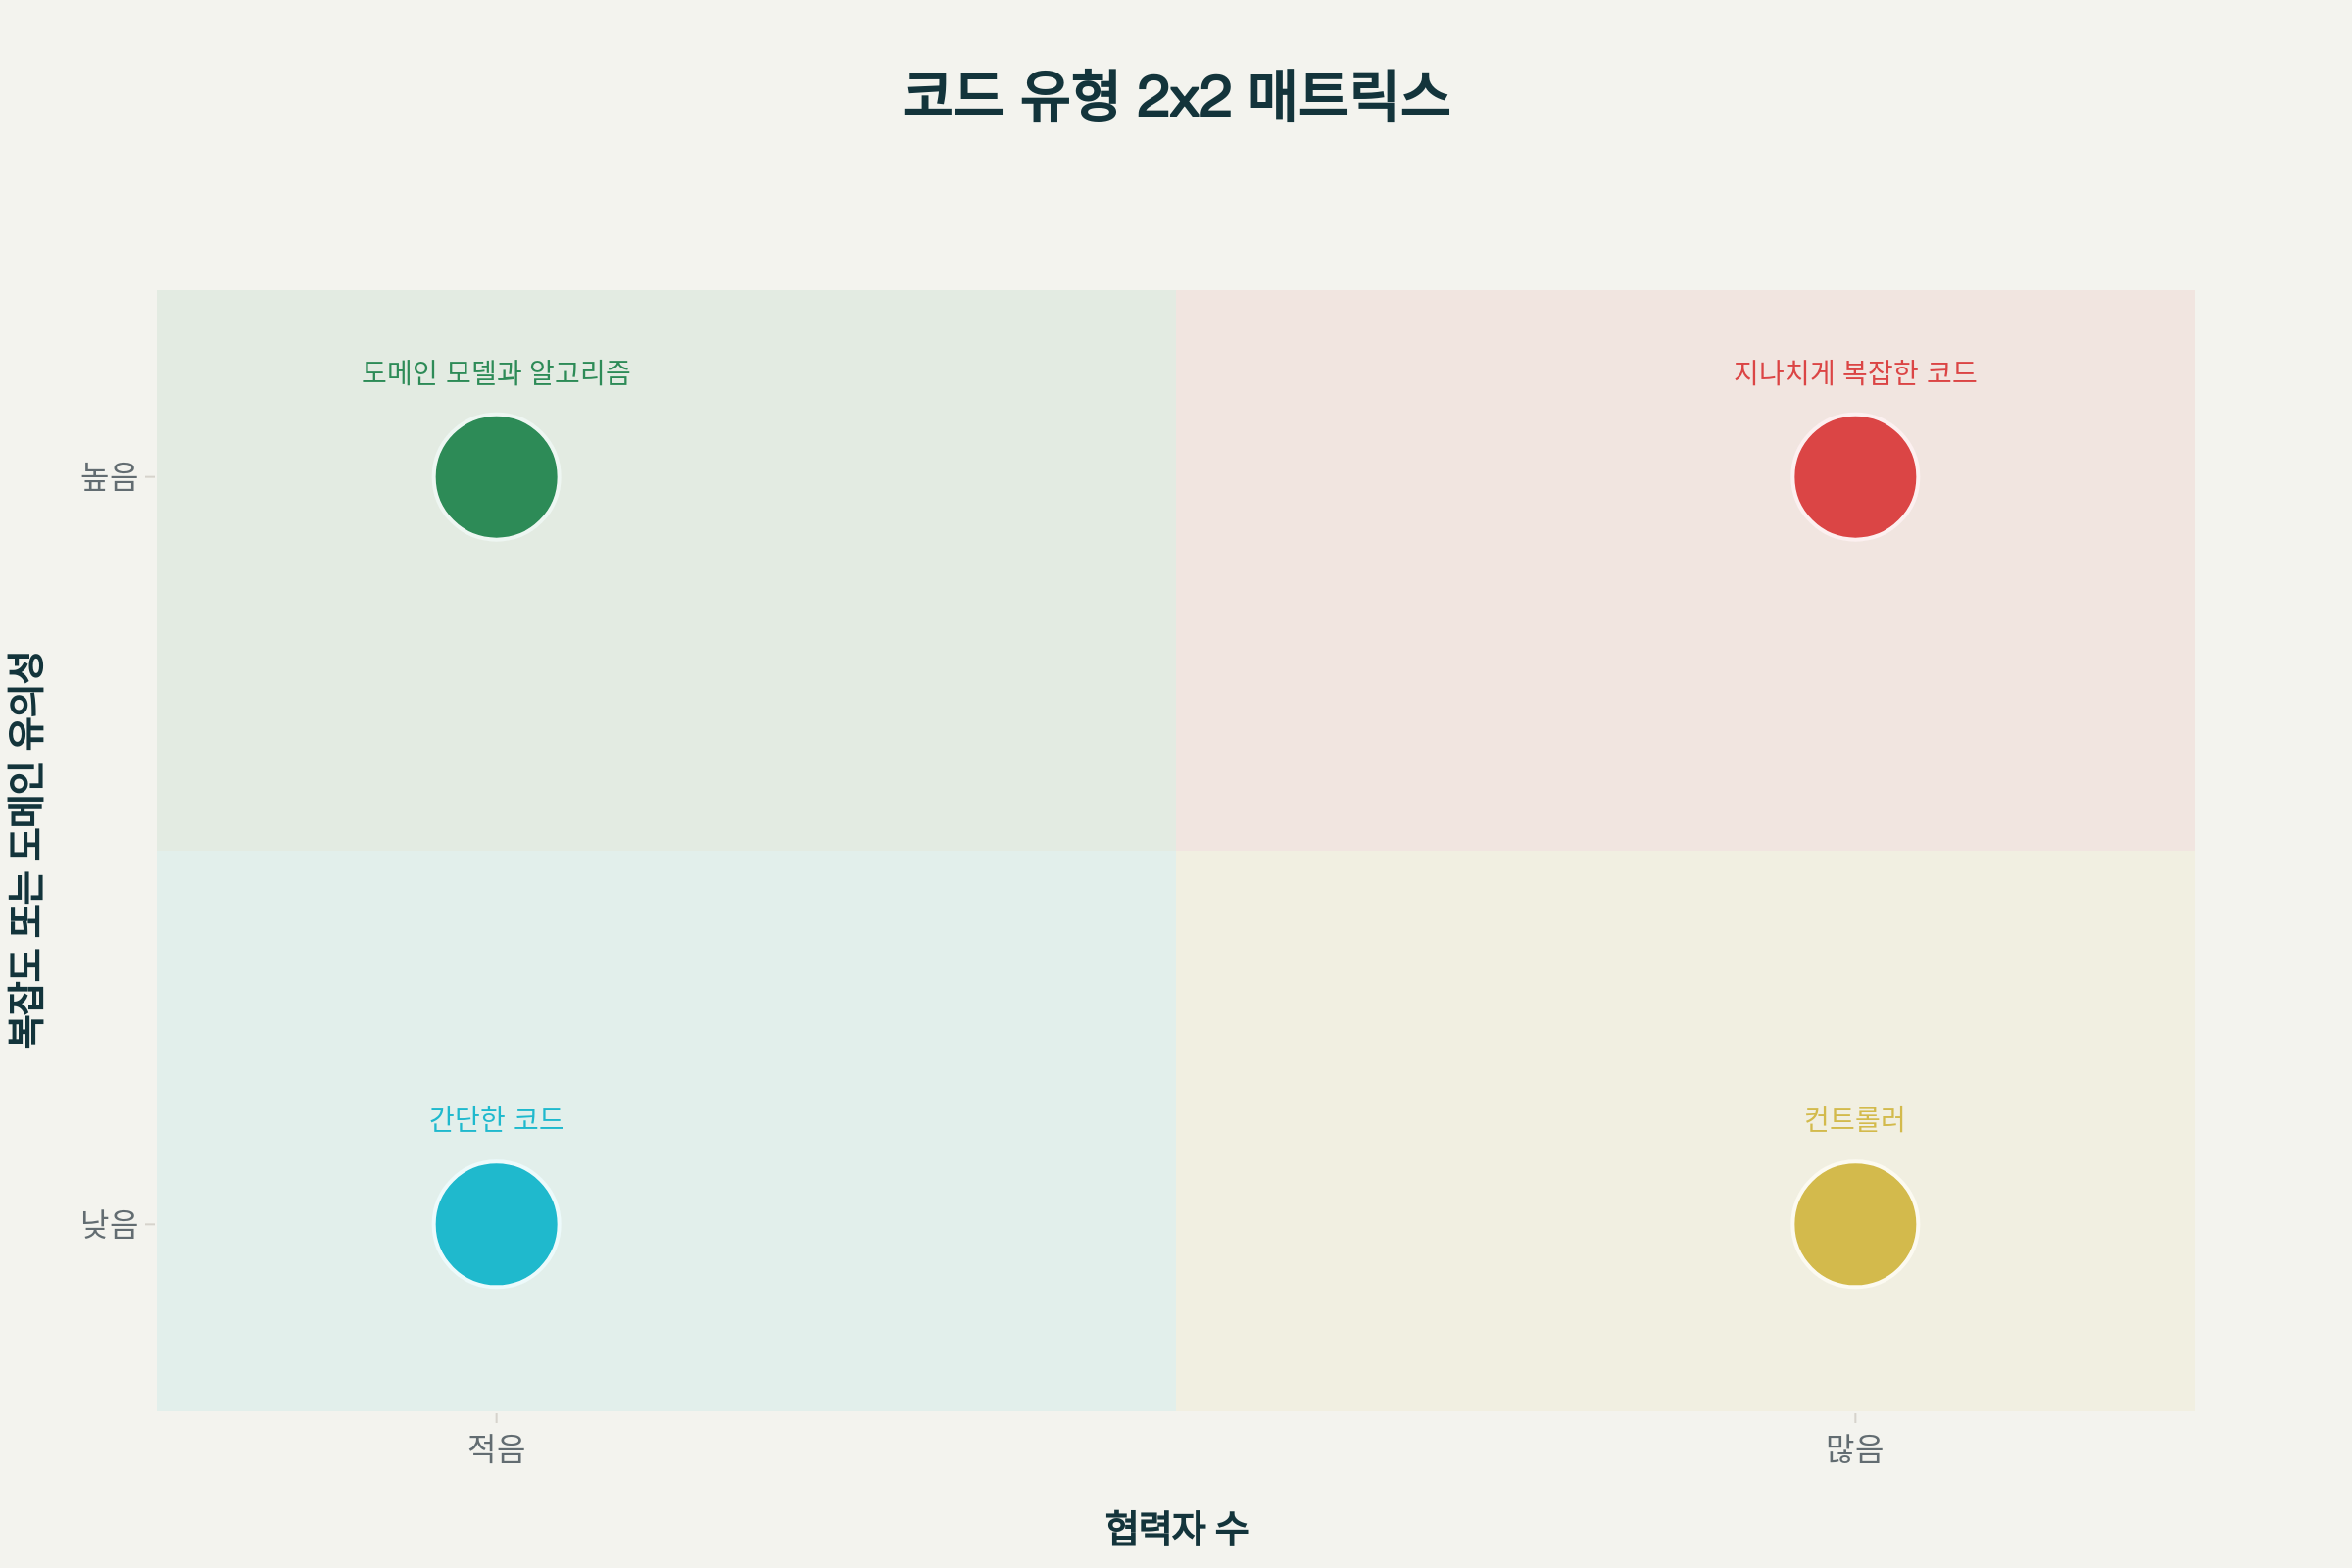 코드 유형 2x2 매트릭스
도메인 모델과 알고리즘
지나치게 복잡한 코드
높음
복잡도 또는 도메인 유의성
간단한 코드
컨트롤러
낮음
적음
많음
협력자 수